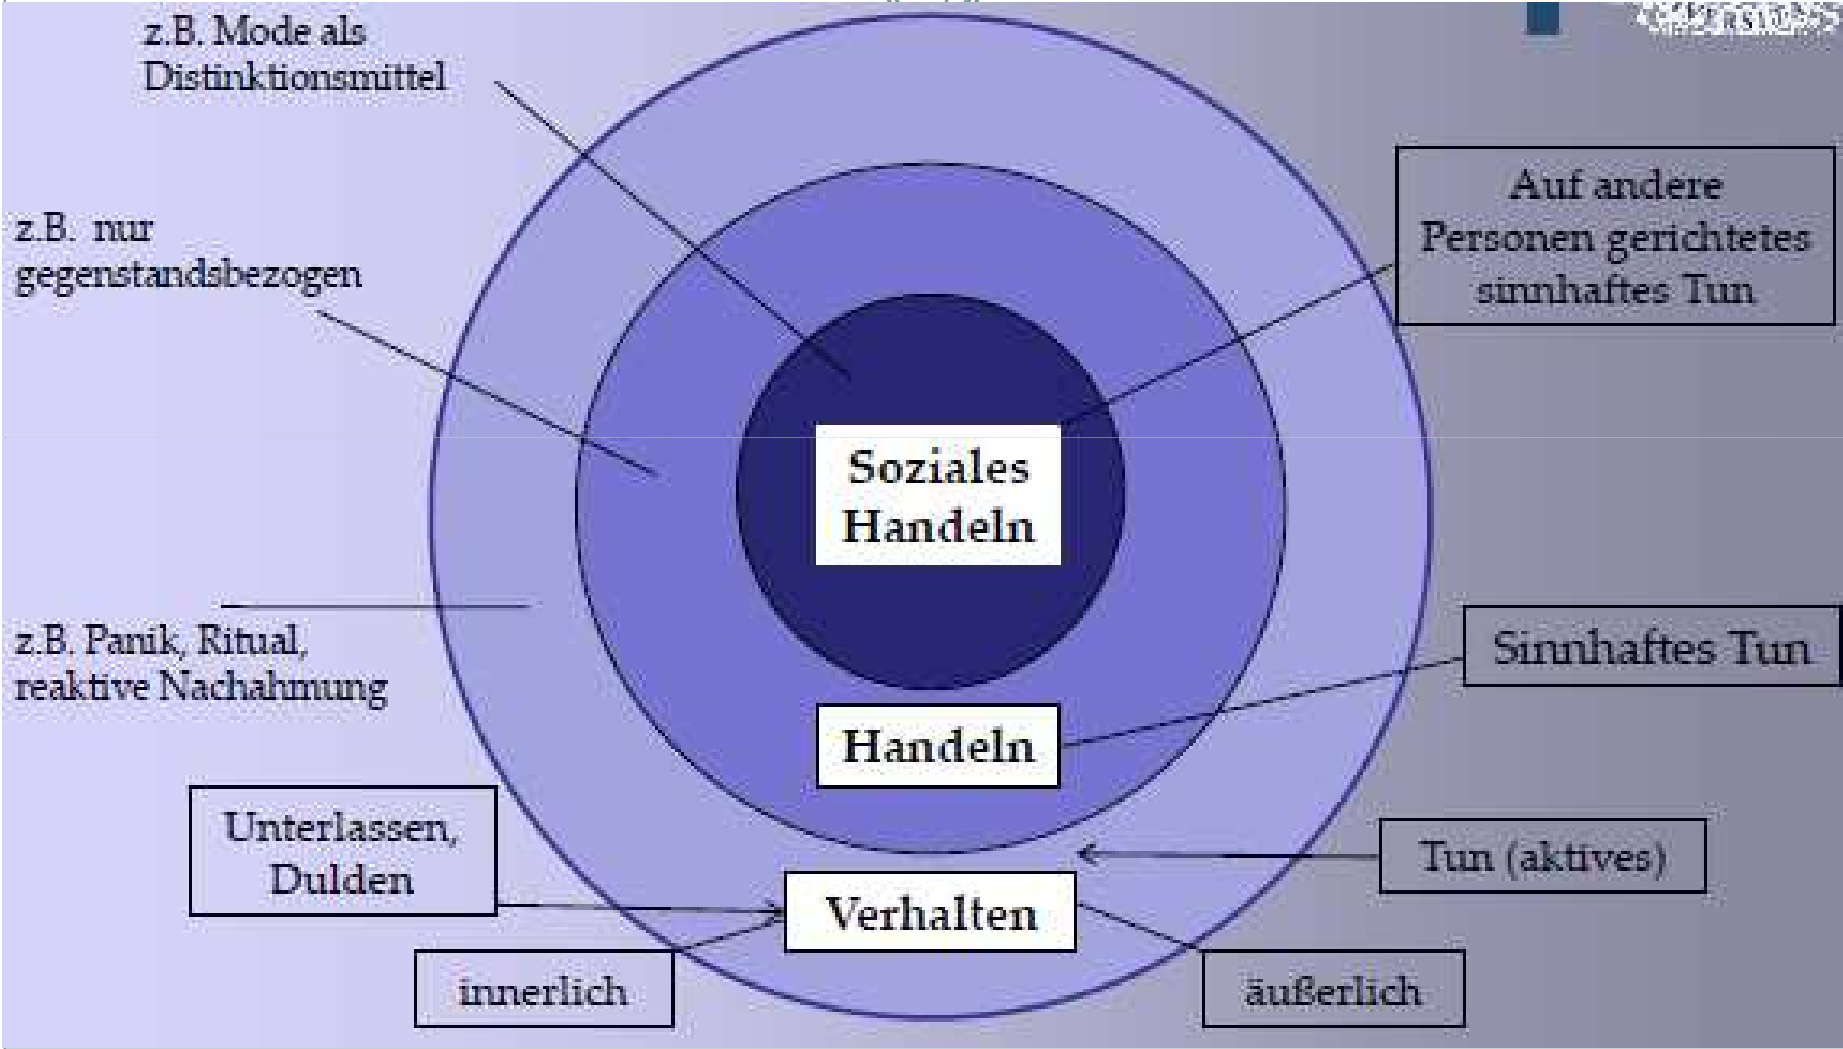 z.B. Mode als
Distinktionsmittel
z.B. nur
gegenstandsbezogen
Auf andere
Personen gerichtetes
sinnhaftes Tun
Soziales
Handeln
z.B. Panik, Ritual,
reaktive Nachahmung
Sinnhaftes Tun
Handeln
Unterlassen,
Dulden
Tun (aktives)
Verhalten
innerlich
äußerlich